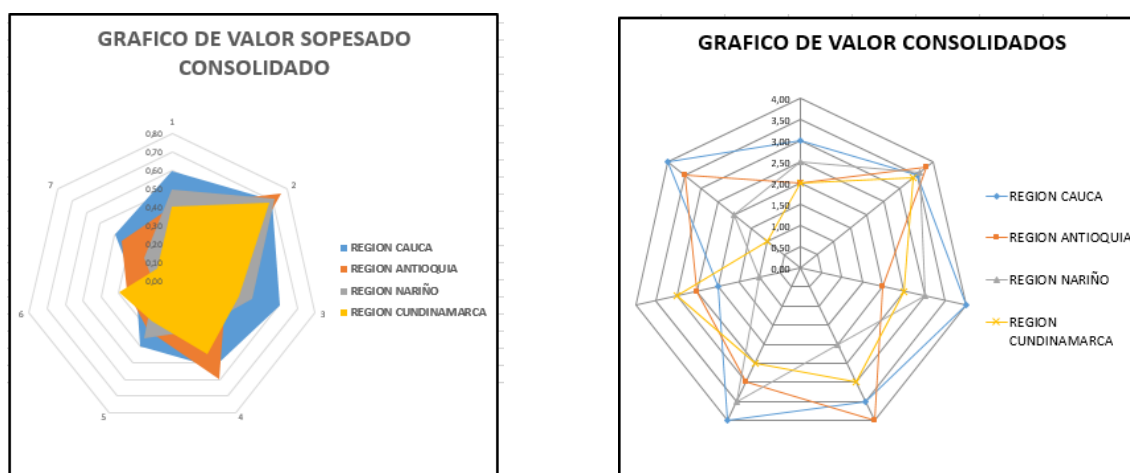 GRAFICO DE VALOR SOPESADO
CONSOLIDADO
1
0,80
0,70
0,60
0,50
0,40
0,30
0,20
0,10
0,00
2
3
4
5
6
7
REGION CAUCA
REGION ANTIOQUIA
REGION NARIÑO
REGION CUNDINAMARCA
GRAFICO DE VALOR CONSOLIDADOS
4,00
3,50
3,00
2,50
2,00
1,50
1,00
0,50
0,00
REGION CAUCA
REGION ANTIOQUIA
REGION NARIÑO
REGION
CUNDINAMARCA